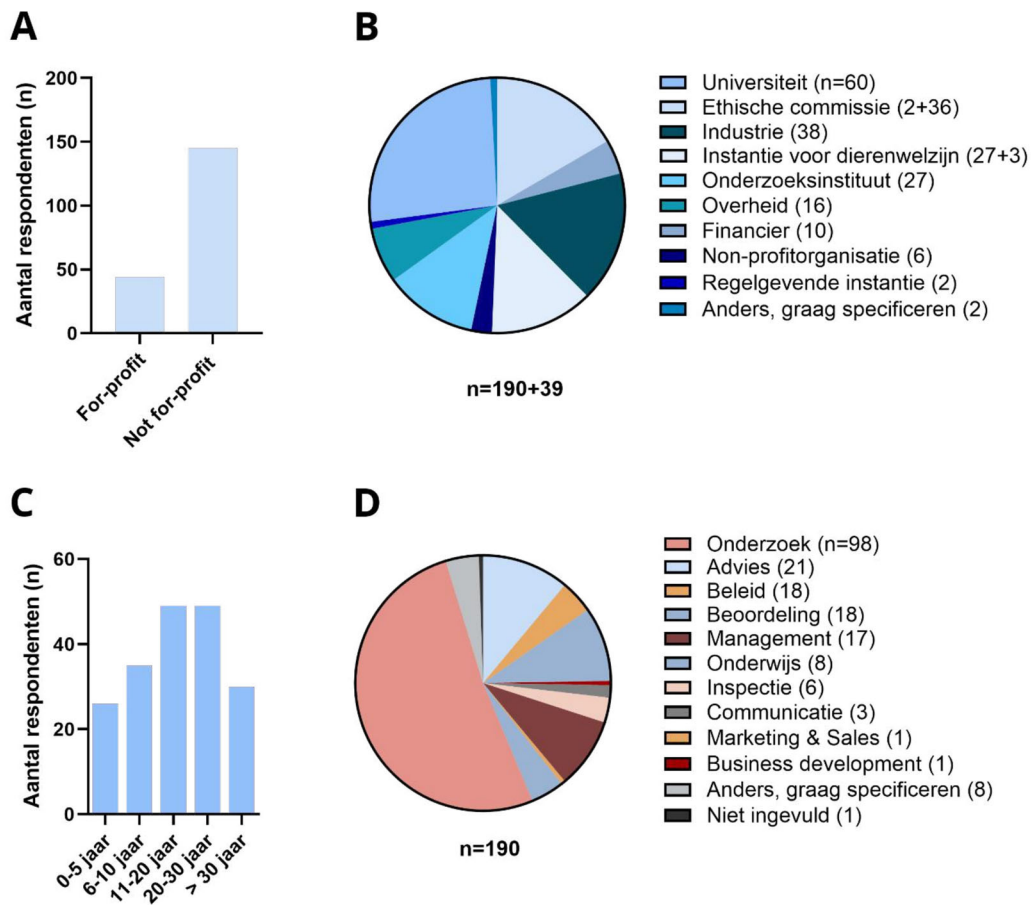 A
Aantal respondenten (n)
200
150
100
50
0
For-profit
Not for-profit
B
n=190+39
Universiteit (n=60)
Ethische commissie (2+36)
Industrie (38)
Instantie voor dierenwelzijn (27+3)
Onderzoeksinstituut (27)
Overheid (16)
Financier (10)
Non-profitorganisatie (6)
Regelgevende instantie (2)
Anders, graag specificeren (2)
C
Aantal respondenten (n)
60
40
20
0
0-5 jaar
6-10 jaar
11-20 jaar
20-30 jaar
> 30 jaar
D
n=190
Onderzoek (n=98)
Advies (21)
Beleid (18)
Beoordeling (18)
Management (17)
Onderwijs (8)
Inspectie (6)
Communicatie (3)
Marketing & Sales (1)
Business development (1)
Anders, graag specificeren (8)
Niet ingevuld (1)